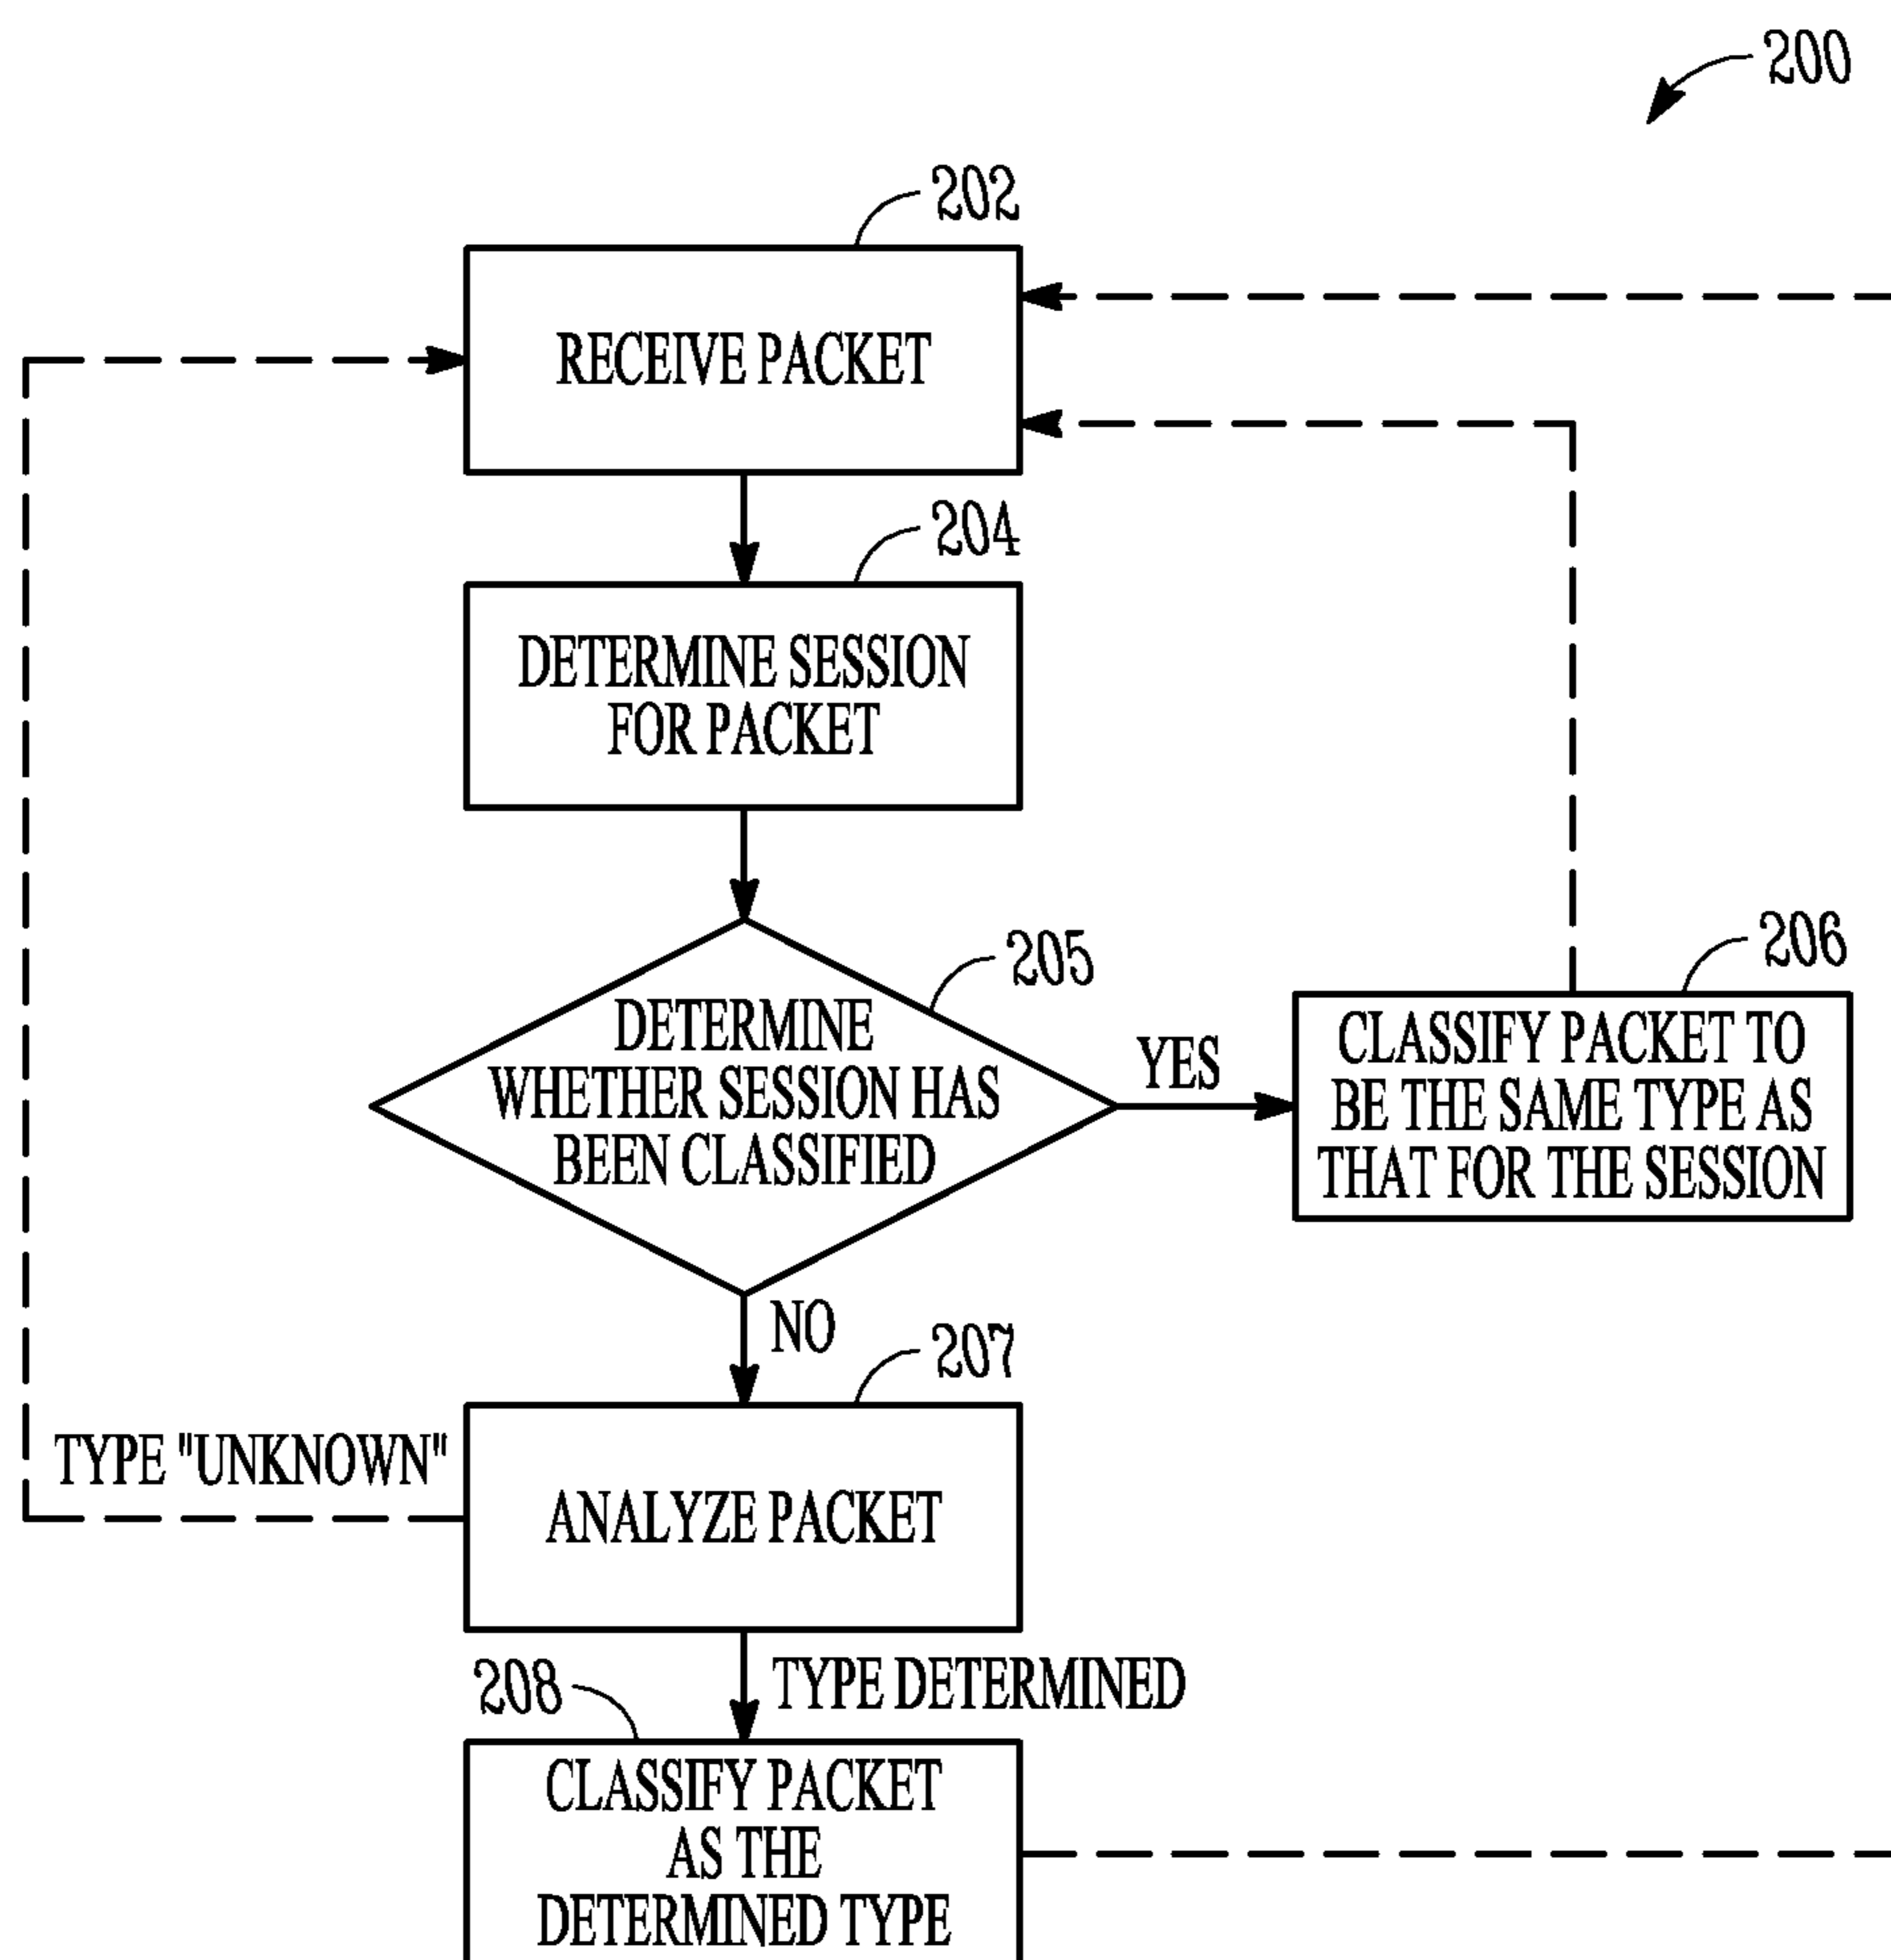 200
202
RECEIVE PACKET
204
DETERMINE SESSION
FOR PACKET
205
DETERMINE
WHETHER SESSION HAS
BEEN CLASSIFIED
YES
206
CLASSIFY PACKET TO
BE THE SAME TYPE AS
THAT FOR THE SESSION
NO
207
TYPE "UNKNOWN"
ANALYZE PACKET
TYPE DETERMINED
208
CLASSIFY PACKET
AS THE
DETERMINED TYPE